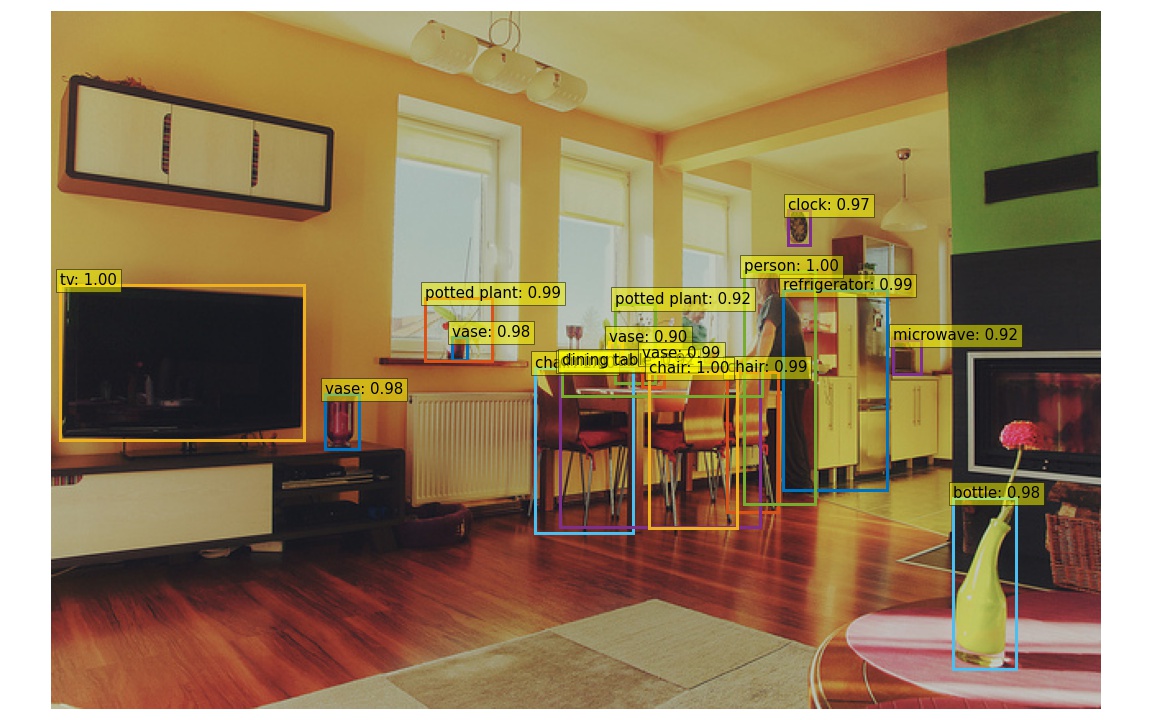 clock: 0.97
person: 1.00
tv: 1.00
refrigerator: 0.99
potted plant: 0.99
potted plant: 0.92
vase: 0.98
vase: 0.90
microwave: 0.92
vase: 0.99
dining tab
chair: 1.00
hair: 0.99
vase: 0.98
bottle: 0.98